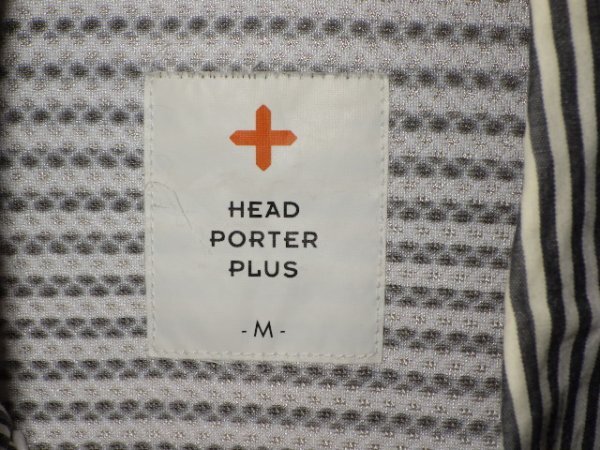 HEAD
PORTER
PLUS
- M -